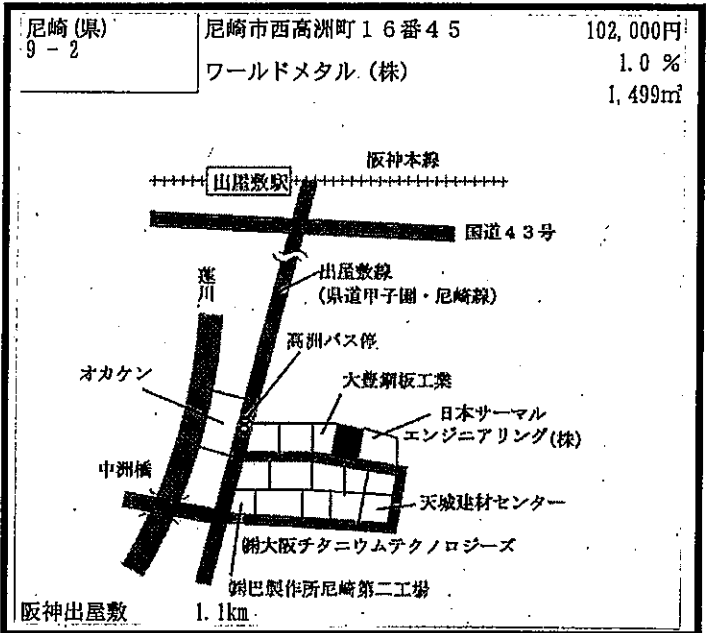 尼崎(県)
9-2
尼崎市西高洲町16番45
ワールドメタル(株)
102,000円
1.0 %
1,499㎡
阪神本線
出屋敷駅
国道43号
蓬川
出屋敷線
(県道甲子園・尼崎線)
高洲バス停
オカケン
大豊鋼板工業
日本サーマル
エンジニアリング(株)
中洲橋
天城建材センター
㈱大阪チタニウムテクノロジーズ
㈱巴製作所尼崎第二工場
阪神出屋敷 1.1km